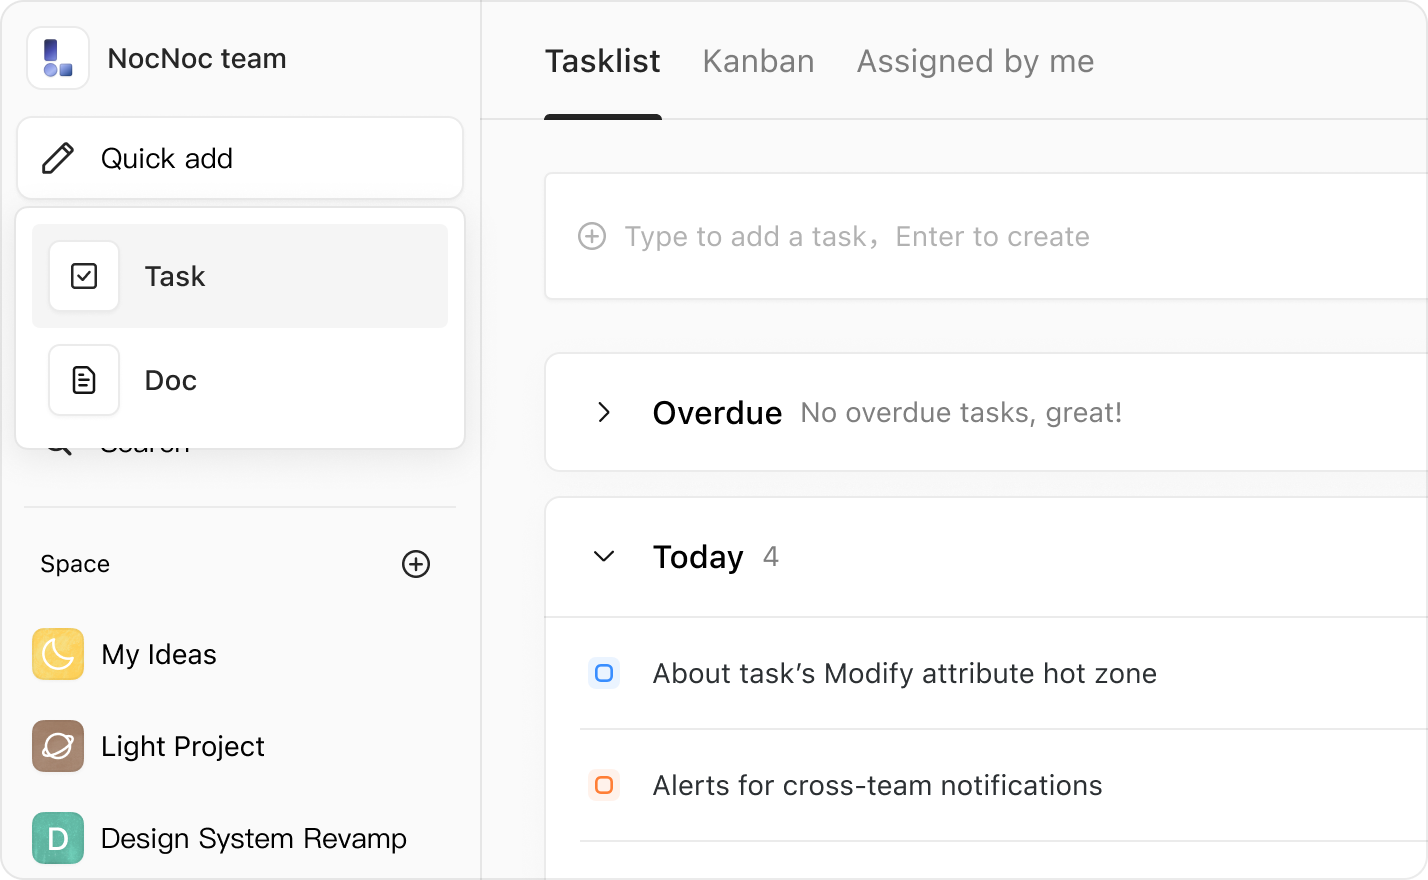 NocNoc team
Quick add
Task
Doc
Search
Space
My Ideas
Light Project
D
Design System Revamp
Tasklist
Kanban
Assigned by me
Type to add a task，Enter to create
Overdue
No overdue tasks, great!
Today
4
About task’s Modify attribute hot zone
Alerts for cross-team notifications